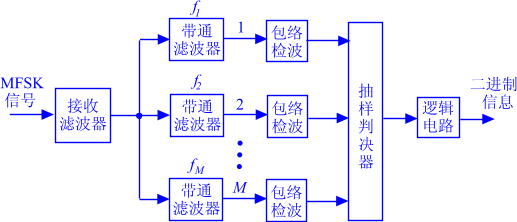 f1
带通
滤波器
1
包络
检波
MFSK
信号
接收
滤波器
f2
带通
滤波器
2
包络
检波
抽样判决器
逻辑
电路
二进制
信息
fM
带通
滤波器
M
包络
检波